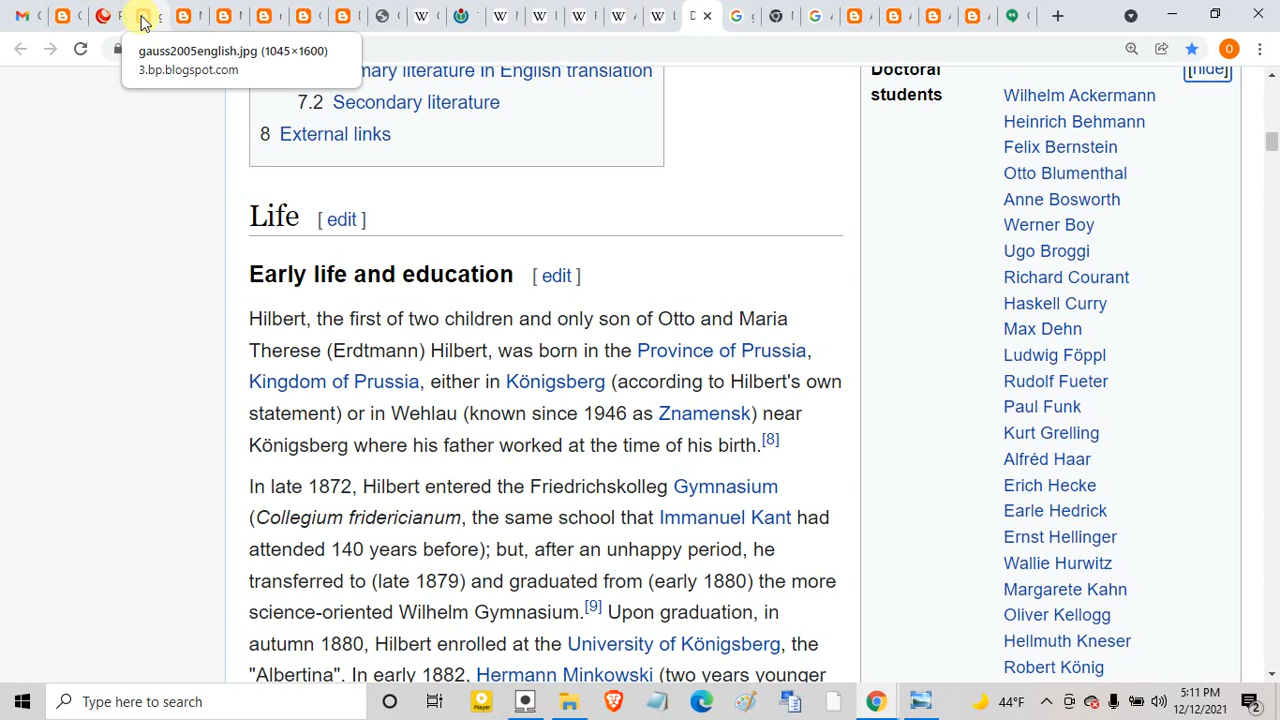 gauss2005english.jpg (1045×1600)
3.bp.blogspot.com
mary literature in English translation
7.2 Secondary literature
8 External links
Life [ edit ]
Early life and education [ edit ]
Hilbert, the first of two children and only son of Otto and Maria
Therese (Erdtmann) Hilbert, was born in the Province of Prussia,
Kingdom of Prussia, either in Königsberg (according to Hilbert's own
statement) or in Wehlau (known since 1946 as Znamensk) near
Königsberg where his father worked at the time of his birth.[8]
In late 1872, Hilbert entered the Friedrichskolleg Gymnasium
(Collegium fridericianum, the same school that Immanuel Kant had
attended 140 years before); but, after an unhappy period, he
transferred to (late 1879) and graduated from (early 1880) the more
science-oriented Wilhelm Gymnasium.[9] Upon graduation, in
autumn 1880, Hilbert enrolled at the University of Königsberg, the
"Albertina". In early 1882, Hermann Minkowski (two years younger
Doctoral
students
[hide]
Wilhelm Ackermann
Heinrich Behmann
Felix Bernstein
Otto Blumenthal
Anne Bosworth
Werner Boy
Ugo Broggi
Richard Courant
Haskell Curry
Max Dehn
Ludwig Föppl
Rudolf Fueter
Paul Funk
Kurt Grelling
Alfréd Haar
Erich Hecke
Earle Hedrick
Ernst Hellinger
Wallie Hurwitz
Margarete Kahn
Oliver Kellogg
Hellmuth Kneser
Robert König
Type here to search
44°F
5:11 PM
12/12/2021
2